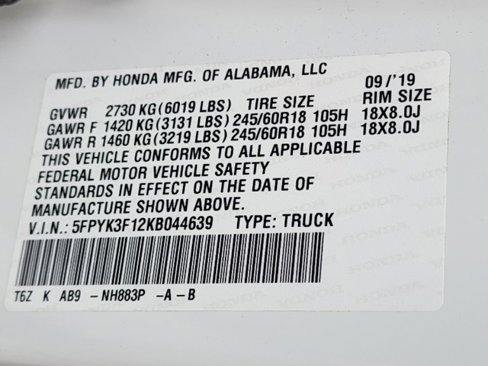 MFD. BY HONDA MFG. OF ALABAMA, LLC 09/'19
GVWR 2730 KG(6019 LBS) TIRE SIZE RIM SIZE
GAWR F 1420 KG(3131 LBS)245/60R18 105H 18X8.0J
GAWR R 1460 KG(3219 LBS)245/60R18 105H 18X8.0J
THIS VEHICLE CONFORMS TO ALL APPLICABLE
FEDERAL MOTOR VEHICLE SAFETY
STANDARDS IN EFFECT ON THE DATE OF
MANUFACTURE SHOWN ABOVE.
V.I.N.: 5FPYK3F12KB044639 TYPE: TRUCK
T6Z K AB9 -NH883P -A-B